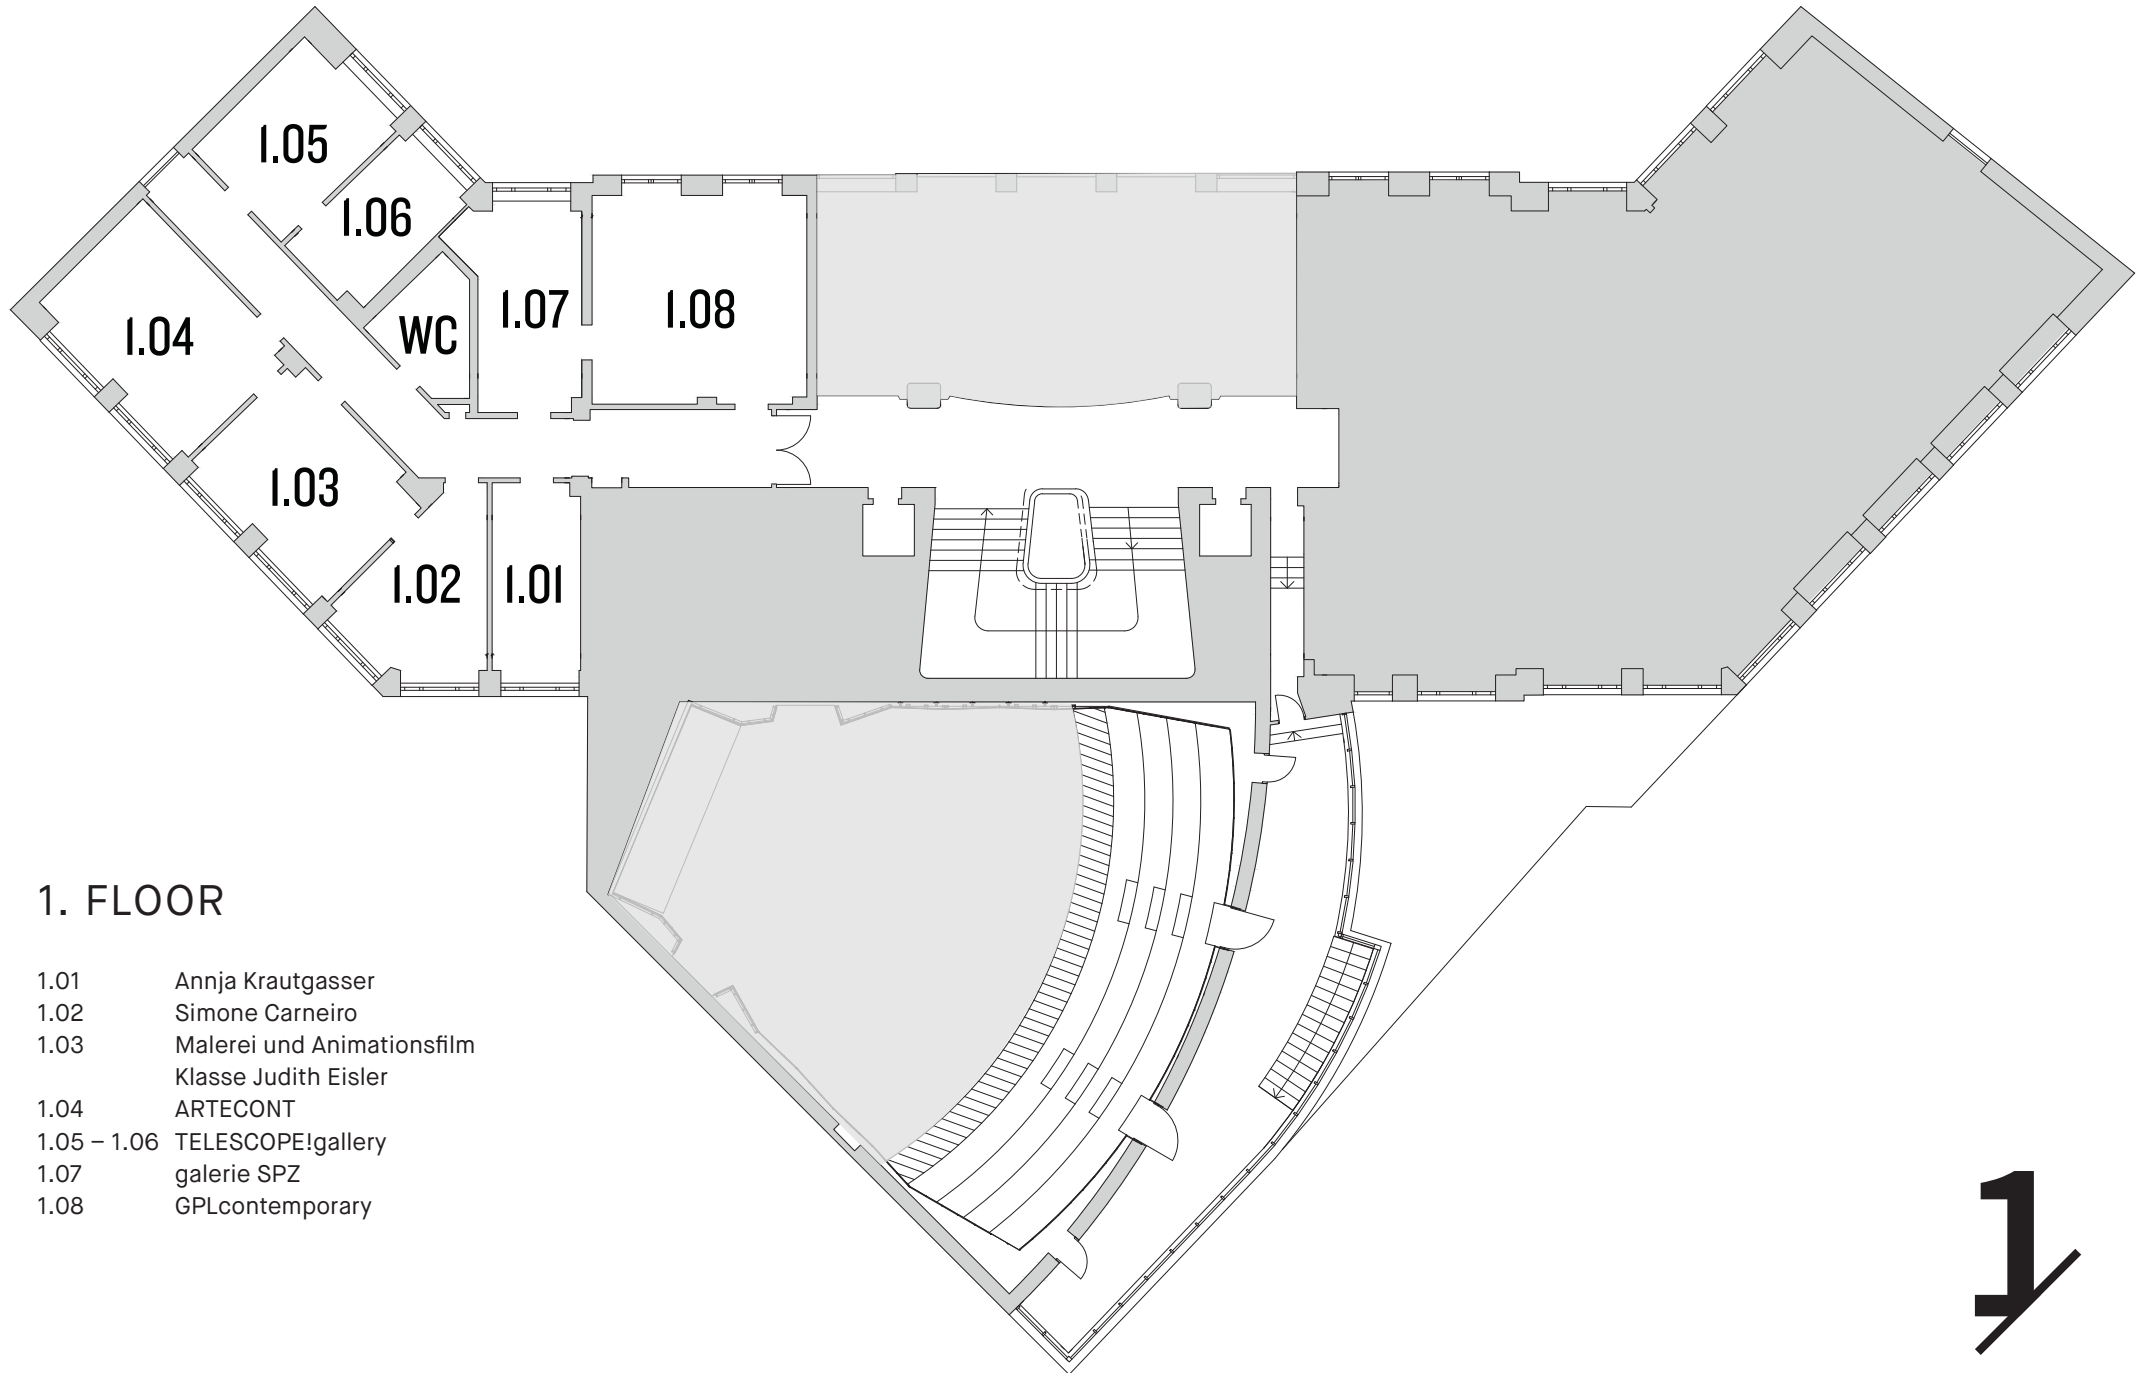 1.05
1.06
1.04
WC
1.07
1.08
1.03
1.02
1.01
1. FLOOR
1.01 Annja Krautgasser
1.02 Simone Carneiro
1.03 Malerei und Animationsfilm
Klasse Judith Eisler
1.04 ARTECONT
1.05 – 1.06 TELESCOPE!gallery
1.07 galerie SPZ
1.08 GPLcontemporary
1